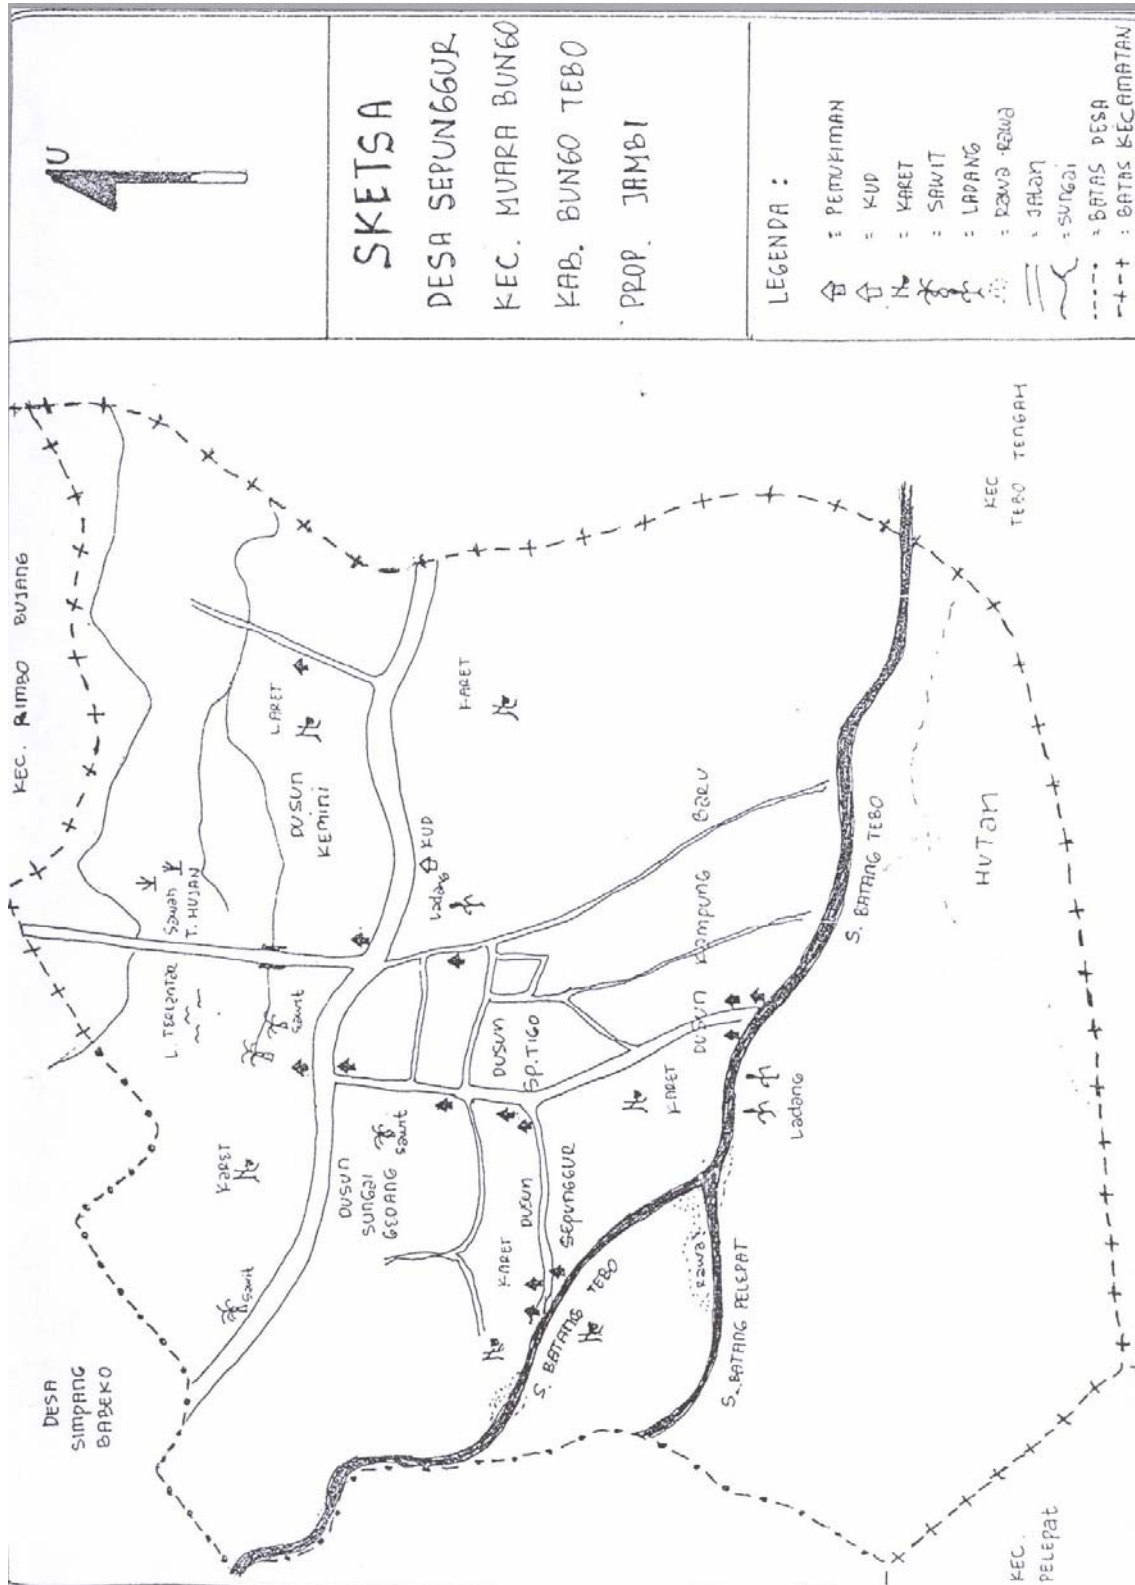 U
SKETSA
DESA SEPUNGGUR
KEC. MUARA BUNGO
KAB. BUNGO TEBO
PROP. JAMBI
LEGENDA :
= PEMUKIMAN
= KUD
= KARET
= SAWIT
= LADANG
= RAWA-RAWA
= JALAN
= SUNGAI
= BATAS DESA
: BATAS KECAMATAN
KEC. RIMBO BUJANG
DESA
SIMPANG
BABEKO
L. TERLANTAR
SAWAH
T. HUJAN
SAWIT
KARET
SAWIT
LARET
DUSUN
KEMINI
KUD
LADANG
KARET
DUSUN
SUNGAI
GEDANG
SAWIT
DUSUN
SP.TIGO
KARET
DUSUN
SEPUNGGUR
KARET
DUSUN KAMPUNG BARU
S. BATANG TEBO
S. BATANG TEBO
RAWA
S. BATANG PELEPAT
LADANG
HUTAN
KEC
TEBO TENGAH
KEC.
PELEPAT